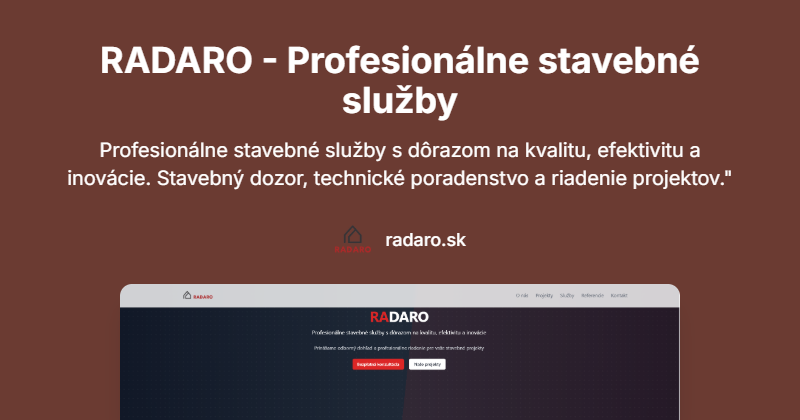 RADARO - Profesionálne stavebné
služby
Profesionálne stavebné služby s dôrazom na kvalitu, efektivitu a
inovácie. Stavebný dozor, technické poradenstvo a riadenie projektov."
RADARO
radaro.sk
RADARO
O nás Projekty Služby Referencie Kontakt
RADARO
Profesionálne stavebné služby s dôrazom na kvalitu, efektivitu a inovácie
Prinášame odborný dohľad a profesionálne riadenie pre vaše stavebné projekty
Bezplatná konzultácia Naše projekty